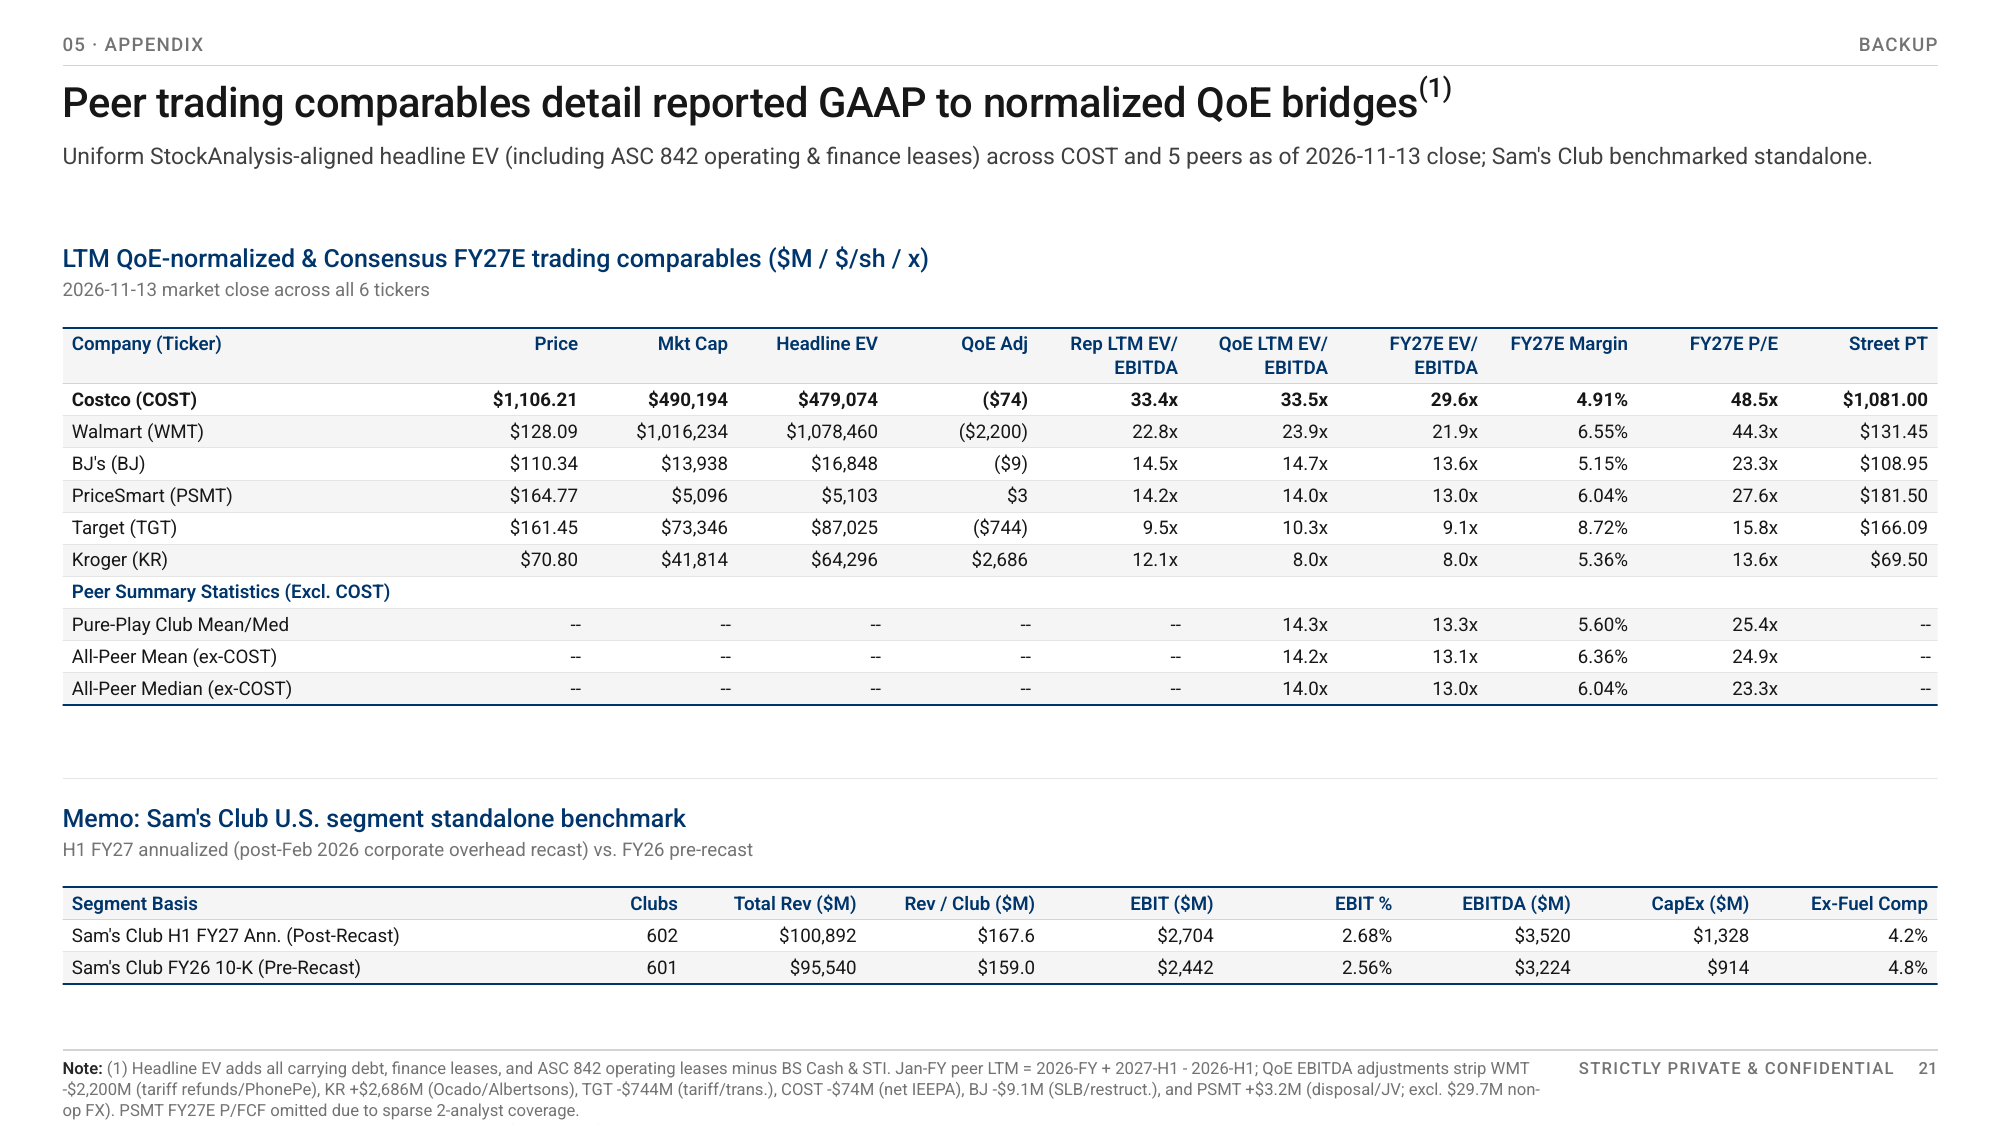 05 · APPENDIX
BACKUP
Peer trading comparables detail reported GAAP to normalized QoE bridges(1)
Uniform StockAnalysis-aligned headline EV (including ASC 842 operating & finance leases) across COST and 5 peers as of 2026-11-13 close; Sam's Club benchmarked standalone.
LTM QoE-normalized & Consensus FY27E trading comparables ($M / $/sh / x)
2026-11-13 market close across all 6 tickers
Company (Ticker) Price Mkt Cap Headline EV QoE Adj Rep LTM EV/ QoE LTM EV/ FY27E EV/ FY27E Margin FY27E P/E Street PT
EBITDA EBITDA EBITDA
Costco (COST) $1,106.21 $490,194 $479,074 ($74) 33.4x 33.5x 29.6x 4.91% 48.5x $1,081.00
Walmart (WMT) $128.09 $1,016,234 $1,078,460 ($2,200) 22.8x 23.9x 21.9x 6.55% 44.3x $131.45
BJ's (BJ) $110.34 $13,938 $16,848 ($9) 14.5x 14.7x 13.6x 5.15% 23.3x $108.95
PriceSmart (PSMT) $164.77 $5,096 $5,103 $3 14.2x 14.0x 13.0x 6.04% 27.6x $181.50
Target (TGT) $161.45 $73,346 $87,025 ($744) 9.5x 10.3x 9.1x 8.72% 15.8x $166.09
Kroger (KR) $70.80 $41,814 $64,296 $2,686 12.1x 8.0x 8.0x 5.36% 13.6x $69.50
Peer Summary Statistics (Excl. COST)
Pure-Play Club Mean/Med -- -- -- -- -- 14.3x 13.3x 5.60% 25.4x --
All-Peer Mean (ex-COST) -- -- -- -- -- 14.2x 13.1x 6.36% 24.9x --
All-Peer Median (ex-COST) -- -- -- -- -- 14.0x 13.0x 6.04% 23.3x --
Memo: Sam's Club U.S. segment standalone benchmark
H1 FY27 annualized (post-Feb 2026 corporate overhead recast) vs. FY26 pre-recast
Segment Basis Clubs Total Rev ($M) Rev / Club ($M) EBIT ($M) EBIT % EBITDA ($M) CapEx ($M) Ex-Fuel Comp
Sam's Club H1 FY27 Ann. (Post-Recast) 602 $100,892 $167.6 $2,704 2.68% $3,520 $1,328 4.2%
Sam's Club FY26 10-K (Pre-Recast) 601 $95,540 $159.0 $2,442 2.56% $3,224 $914 4.8%
Note: (1) Headline EV adds all carrying debt, finance leases, and ASC 842 operating leases minus BS Cash & STI. Jan-FY peer LTM = 2026-FY + 2027-H1 - 2026-H1; QoE EBITDA adjustments strip WMT
-$2,200M (tariff refunds/PhonePe), KR +$2,686M (Ocado/Albertsons), TGT -$744M (tariff/trans.), COST -$74M (net IEEPA), BJ -$9.1M (SLB/restruct.), and PSMT +$3.2M (disposal/JV; excl. $29.7M non-
op FX). PSMT FY27E P/FCF omitted due to sparse 2-analyst coverage.
STRICTLY PRIVATE & CONFIDENTIAL 21